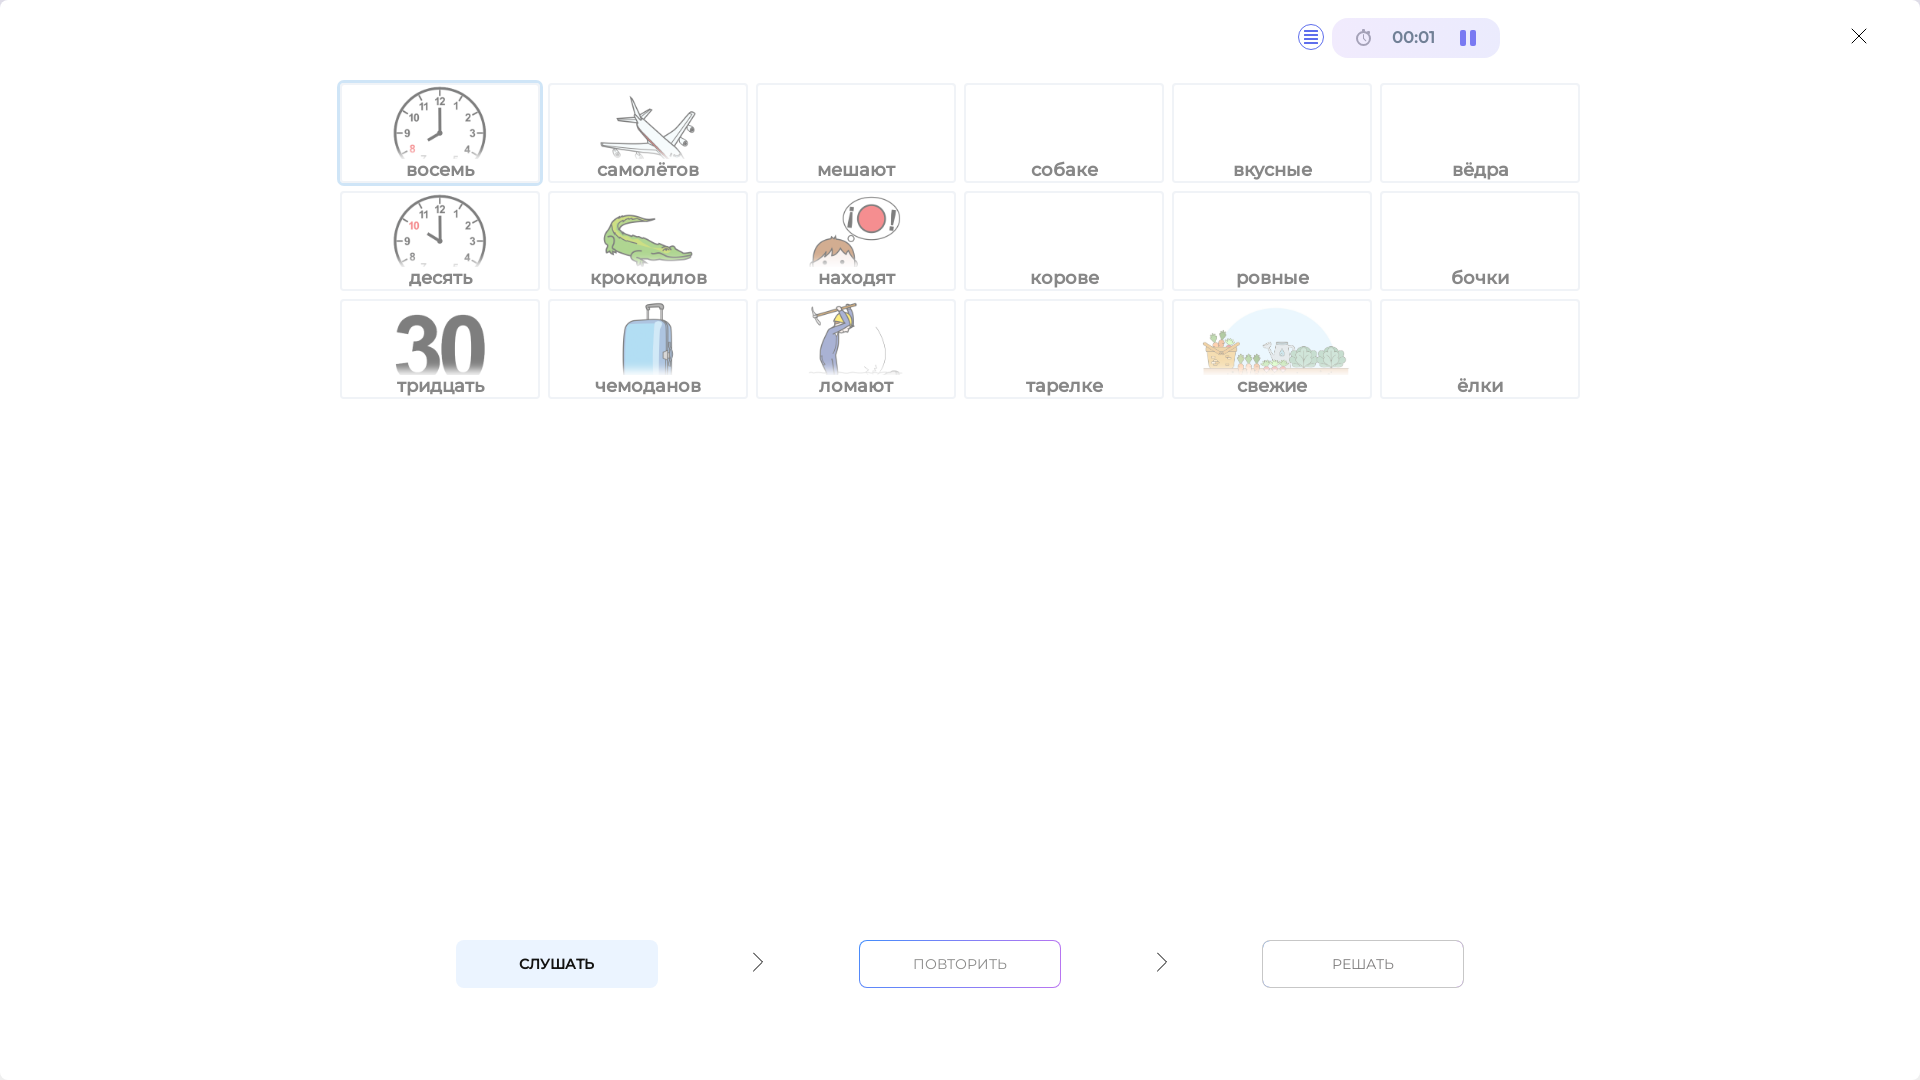 00:01
восемь самолётов мешают собаке вкусные вёдра
десять крокодилов находят корове ровные бочки
30
тридцать чемоданов ломают тарелке свежие ёлки
СЛУШАТЬ ПОВТОРИТЬ РЕШАТЬ